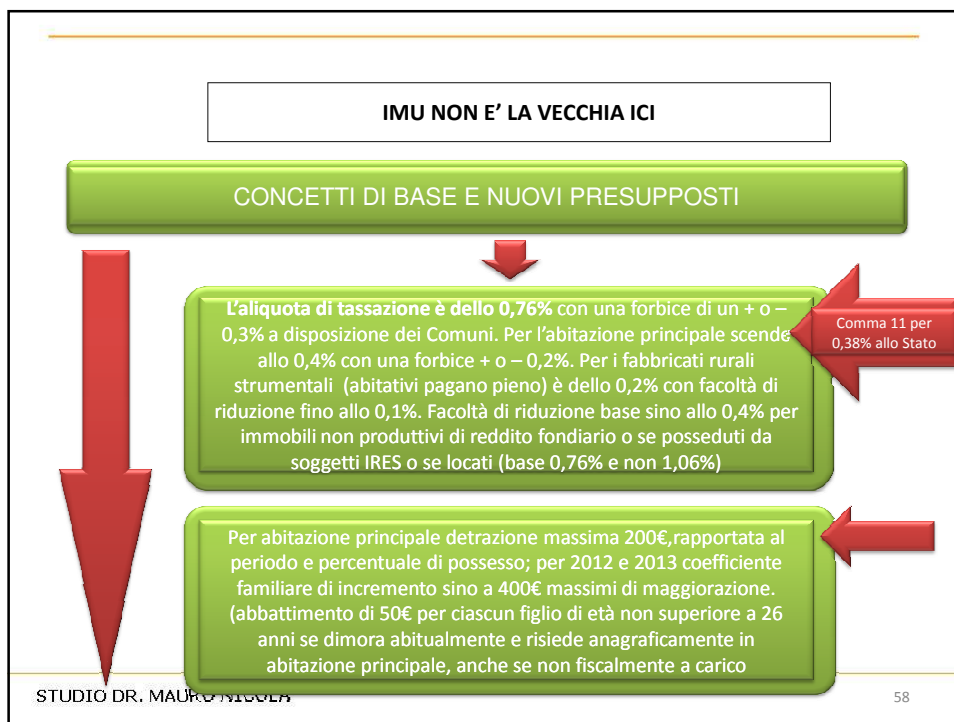 IMU NON E' LA VECCHIA ICI
CONCETTI DI BASE E NUOVI PRESUPPOSTI
L'aliquota di tassazione è dello 0,76% con una forbice di un + o –
0,3% a disposizione dei Comuni. Per l'abitazione principale scende
allo 0,4% con una forbice + o – 0,2%. Per i fabbricati rurali
strumentali (abitativi pagano pieno) è dello 0,2% con facoltà di
riduzione fino allo 0,1%. Facoltà di riduzione base sino allo 0,4% per
immobili non produttivi di reddito fondiario o se posseduti da
soggetti IRES o se locati (base 0,76% e non 1,06%)
Comma 11 per
0,38% allo Stato
Per abitazione principale detrazione massima 200€,rapportata al
periodo e percentuale di possesso; per 2012 e 2013 coefficiente
familiare di incremento sino a 400€ massimi di maggiorazione.
(abbattimento di 50€ per ciascun figlio di età non superiore a 26
anni se dimora abitualmente e risiede anagraficamente in
abitazione principale, anche se non fiscalmente a carico
STUDIO DR. MAURO NICOLA
58